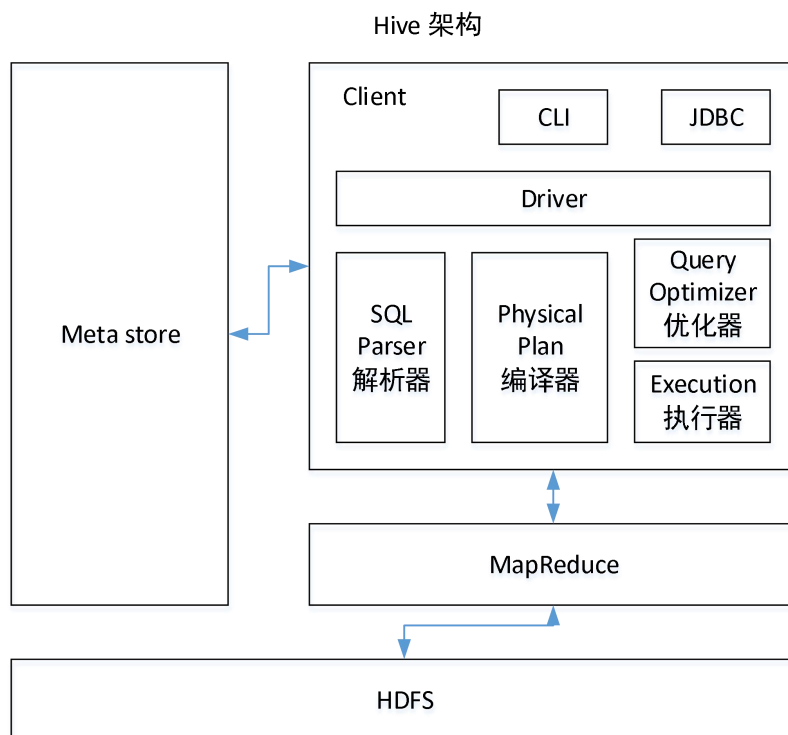 Hive 架构
Client
CLI
JDBC
Driver
Meta store
SQL
Parser
解析器
Physical
Plan
编译器
Query
Optimizer
优化器
Execution
执行器
MapReduce
HDFS